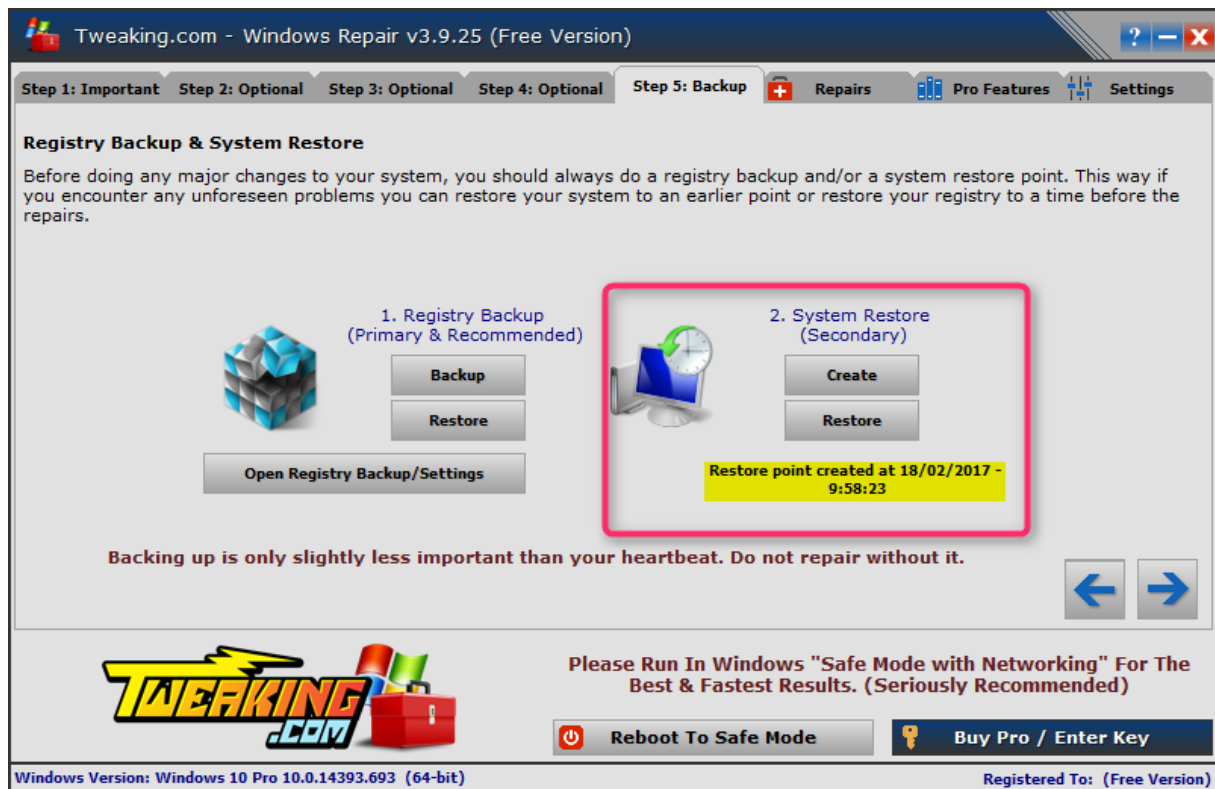 Tweaking.com - Windows Repair v3.9.25 (Free Version)
?
Step 1: Important Step 2: Optional Step 3: Optional Step 4: Optional Step 5: Backup Repairs Pro Features Settings
Registry Backup & System Restore
Before doing any major changes to your system, you should always do a registry backup and/or a system restore point. This way if
you encounter any unforeseen problems you can restore your system to an earlier point or restore your registry to a time before the
repairs.
1. Registry Backup
(Primary & Recommended)
Backup
Restore
Open Registry Backup/Settings
2. System Restore
(Secondary)
Create
Restore
Restore point created at 18/02/2017 -
9:58:23
Backing up is only slightly less important than your heartbeat. Do not repair without it.
TWEAKING
.COM
Please Run In Windows "Safe Mode with Networking" For The
Best & Fastest Results. (Seriously Recommended)
Reboot To Safe Mode
Buy Pro / Enter Key
Windows Version: Windows 10 Pro 10.0.14393.693 (64-bit)
Registered To: (Free Version)